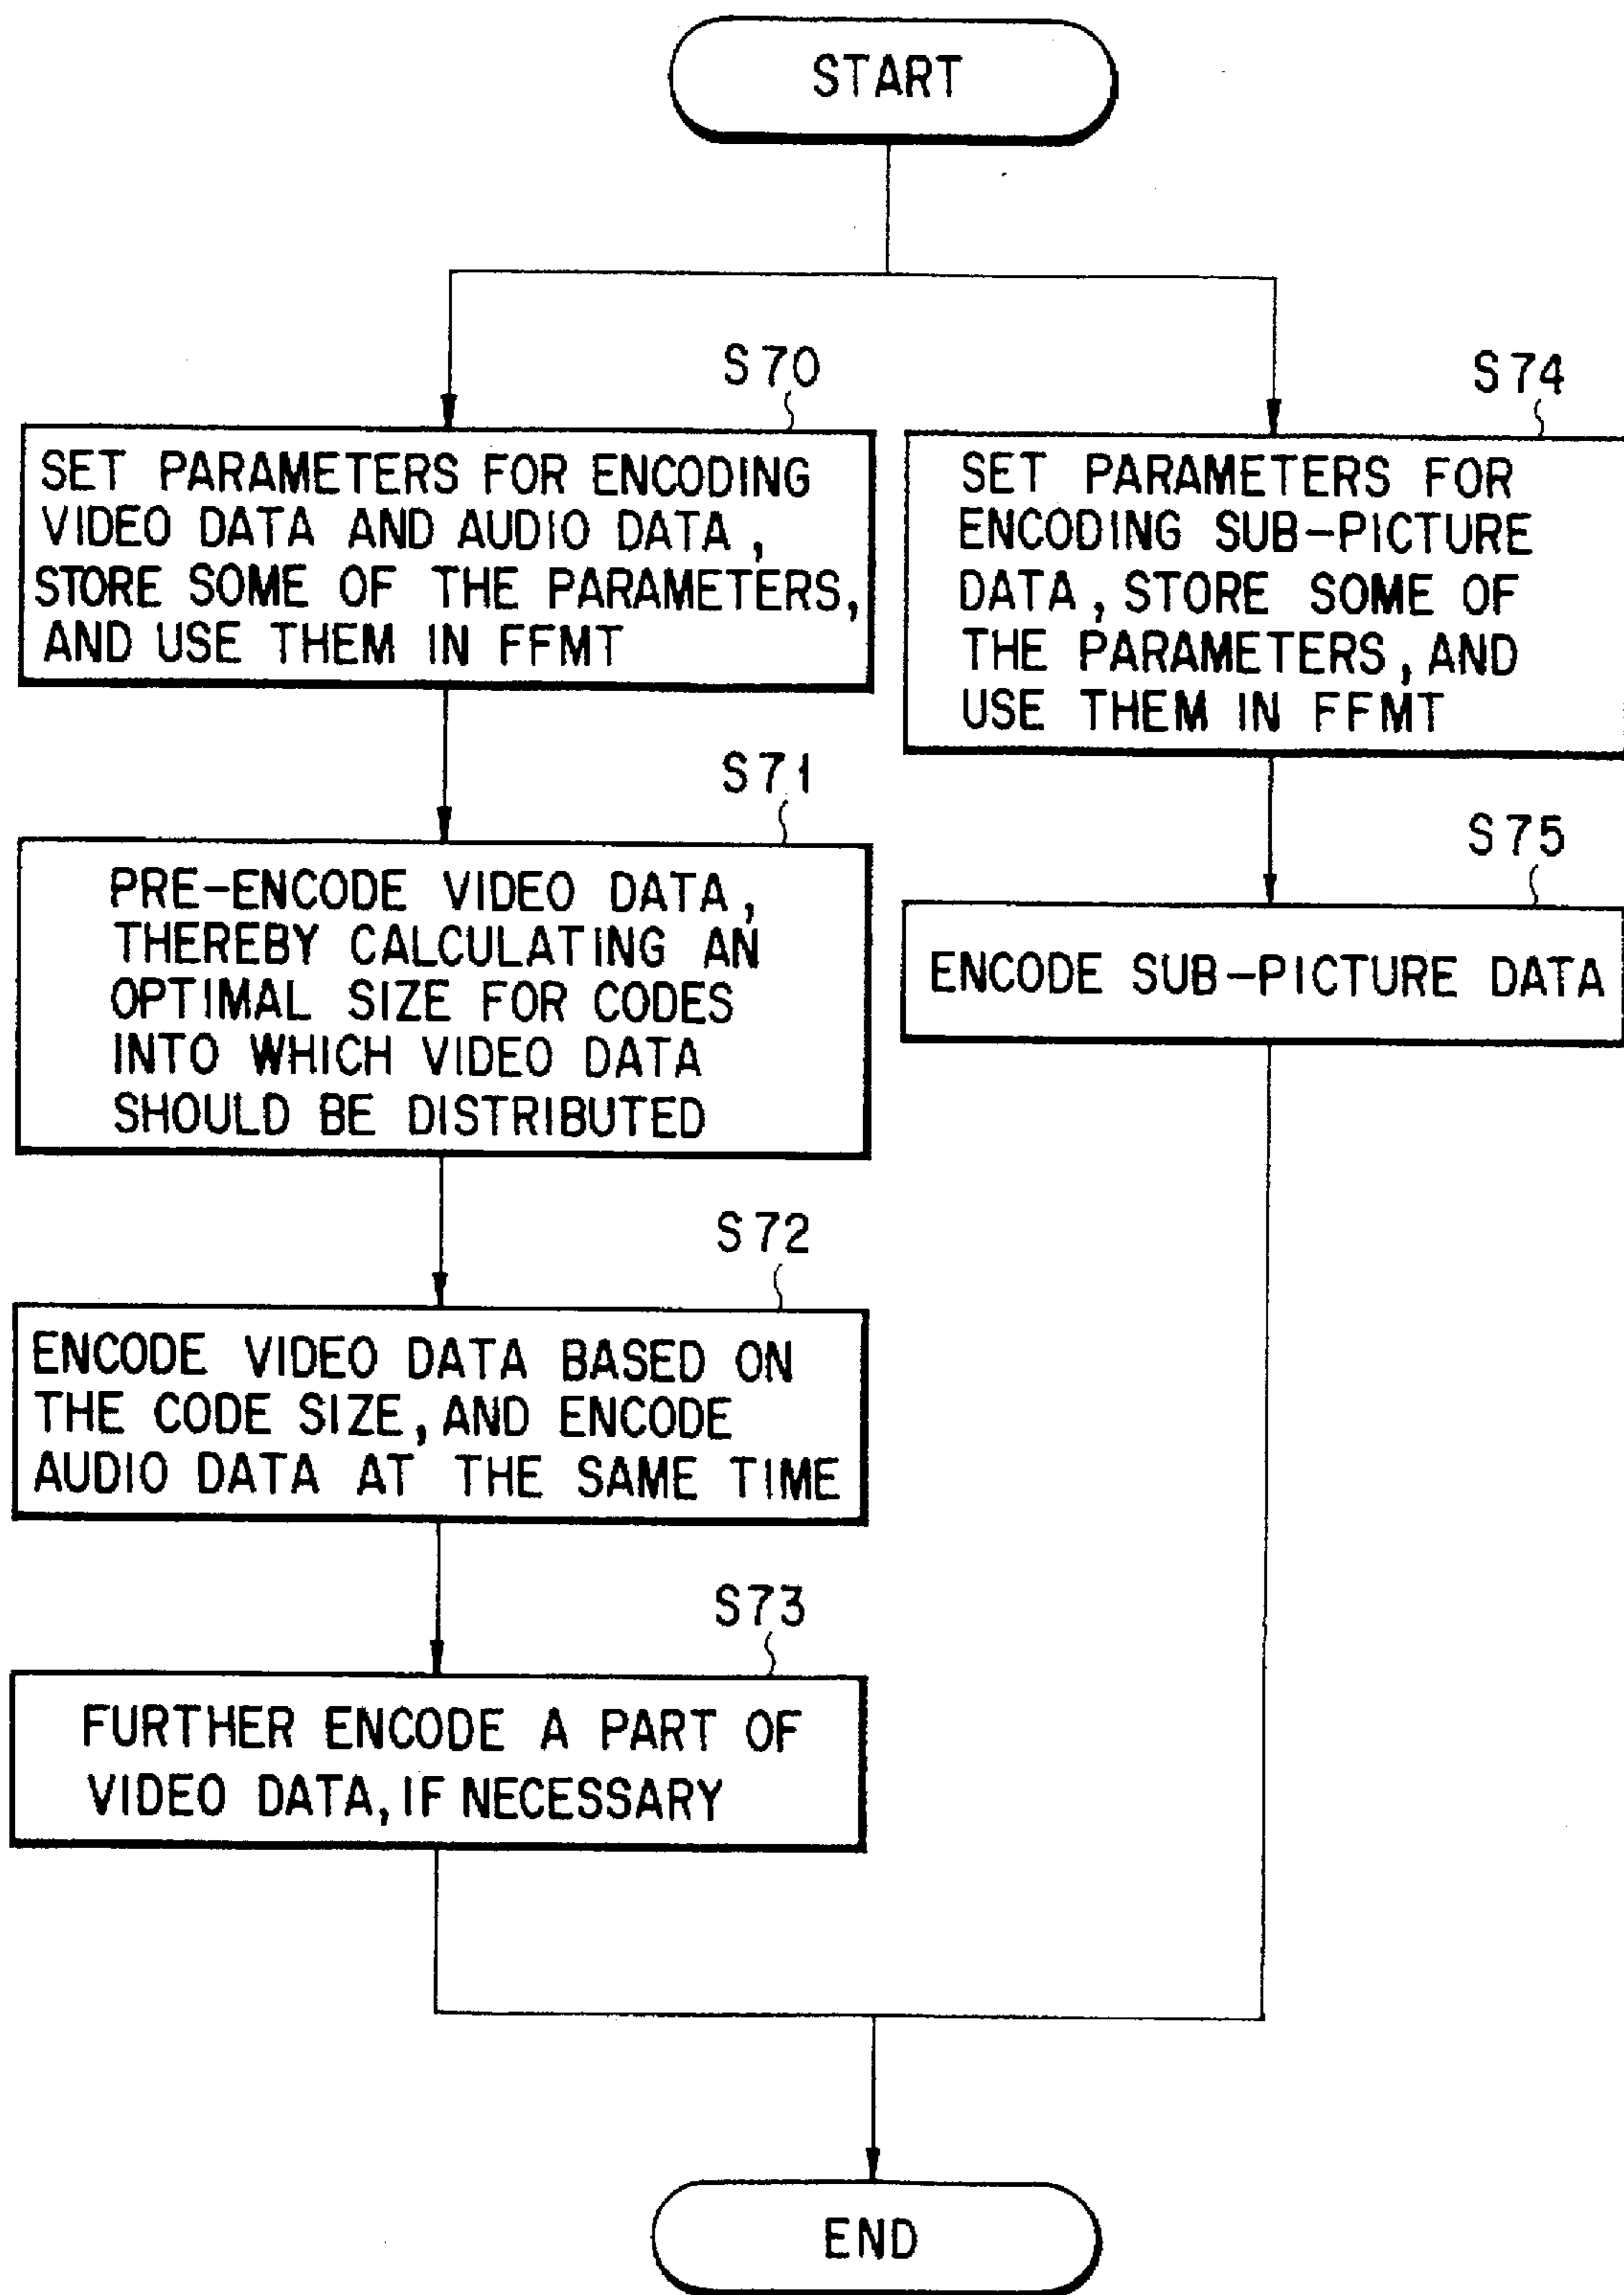 START
S70
SET PARAMETERS FOR ENCODING
VIDEO DATA AND AUDIO DATA,
STORE SOME OF THE PARAMETERS,
AND USE THEM IN FFMT
S71
PRE-ENCODE VIDEO DATA,
THEREBY CALCULATING AN
OPTIMAL SIZE FOR CODES
INTO WHICH VIDEO DATA
SHOULD BE DISTRIBUTED
S72
ENCODE VIDEO DATA BASED ON
THE CODE SIZE, AND ENCODE
AUDIO DATA AT THE SAME TIME
S73
FURTHER ENCODE A PART OF
VIDEO DATA, IF NECESSARY
S74
SET PARAMETERS FOR
ENCODING SUB-PICTURE
DATA, STORE SOME OF
THE PARAMETERS, AND
USE THEM IN FFMT
S75
ENCODE SUB-PICTURE DATA
END